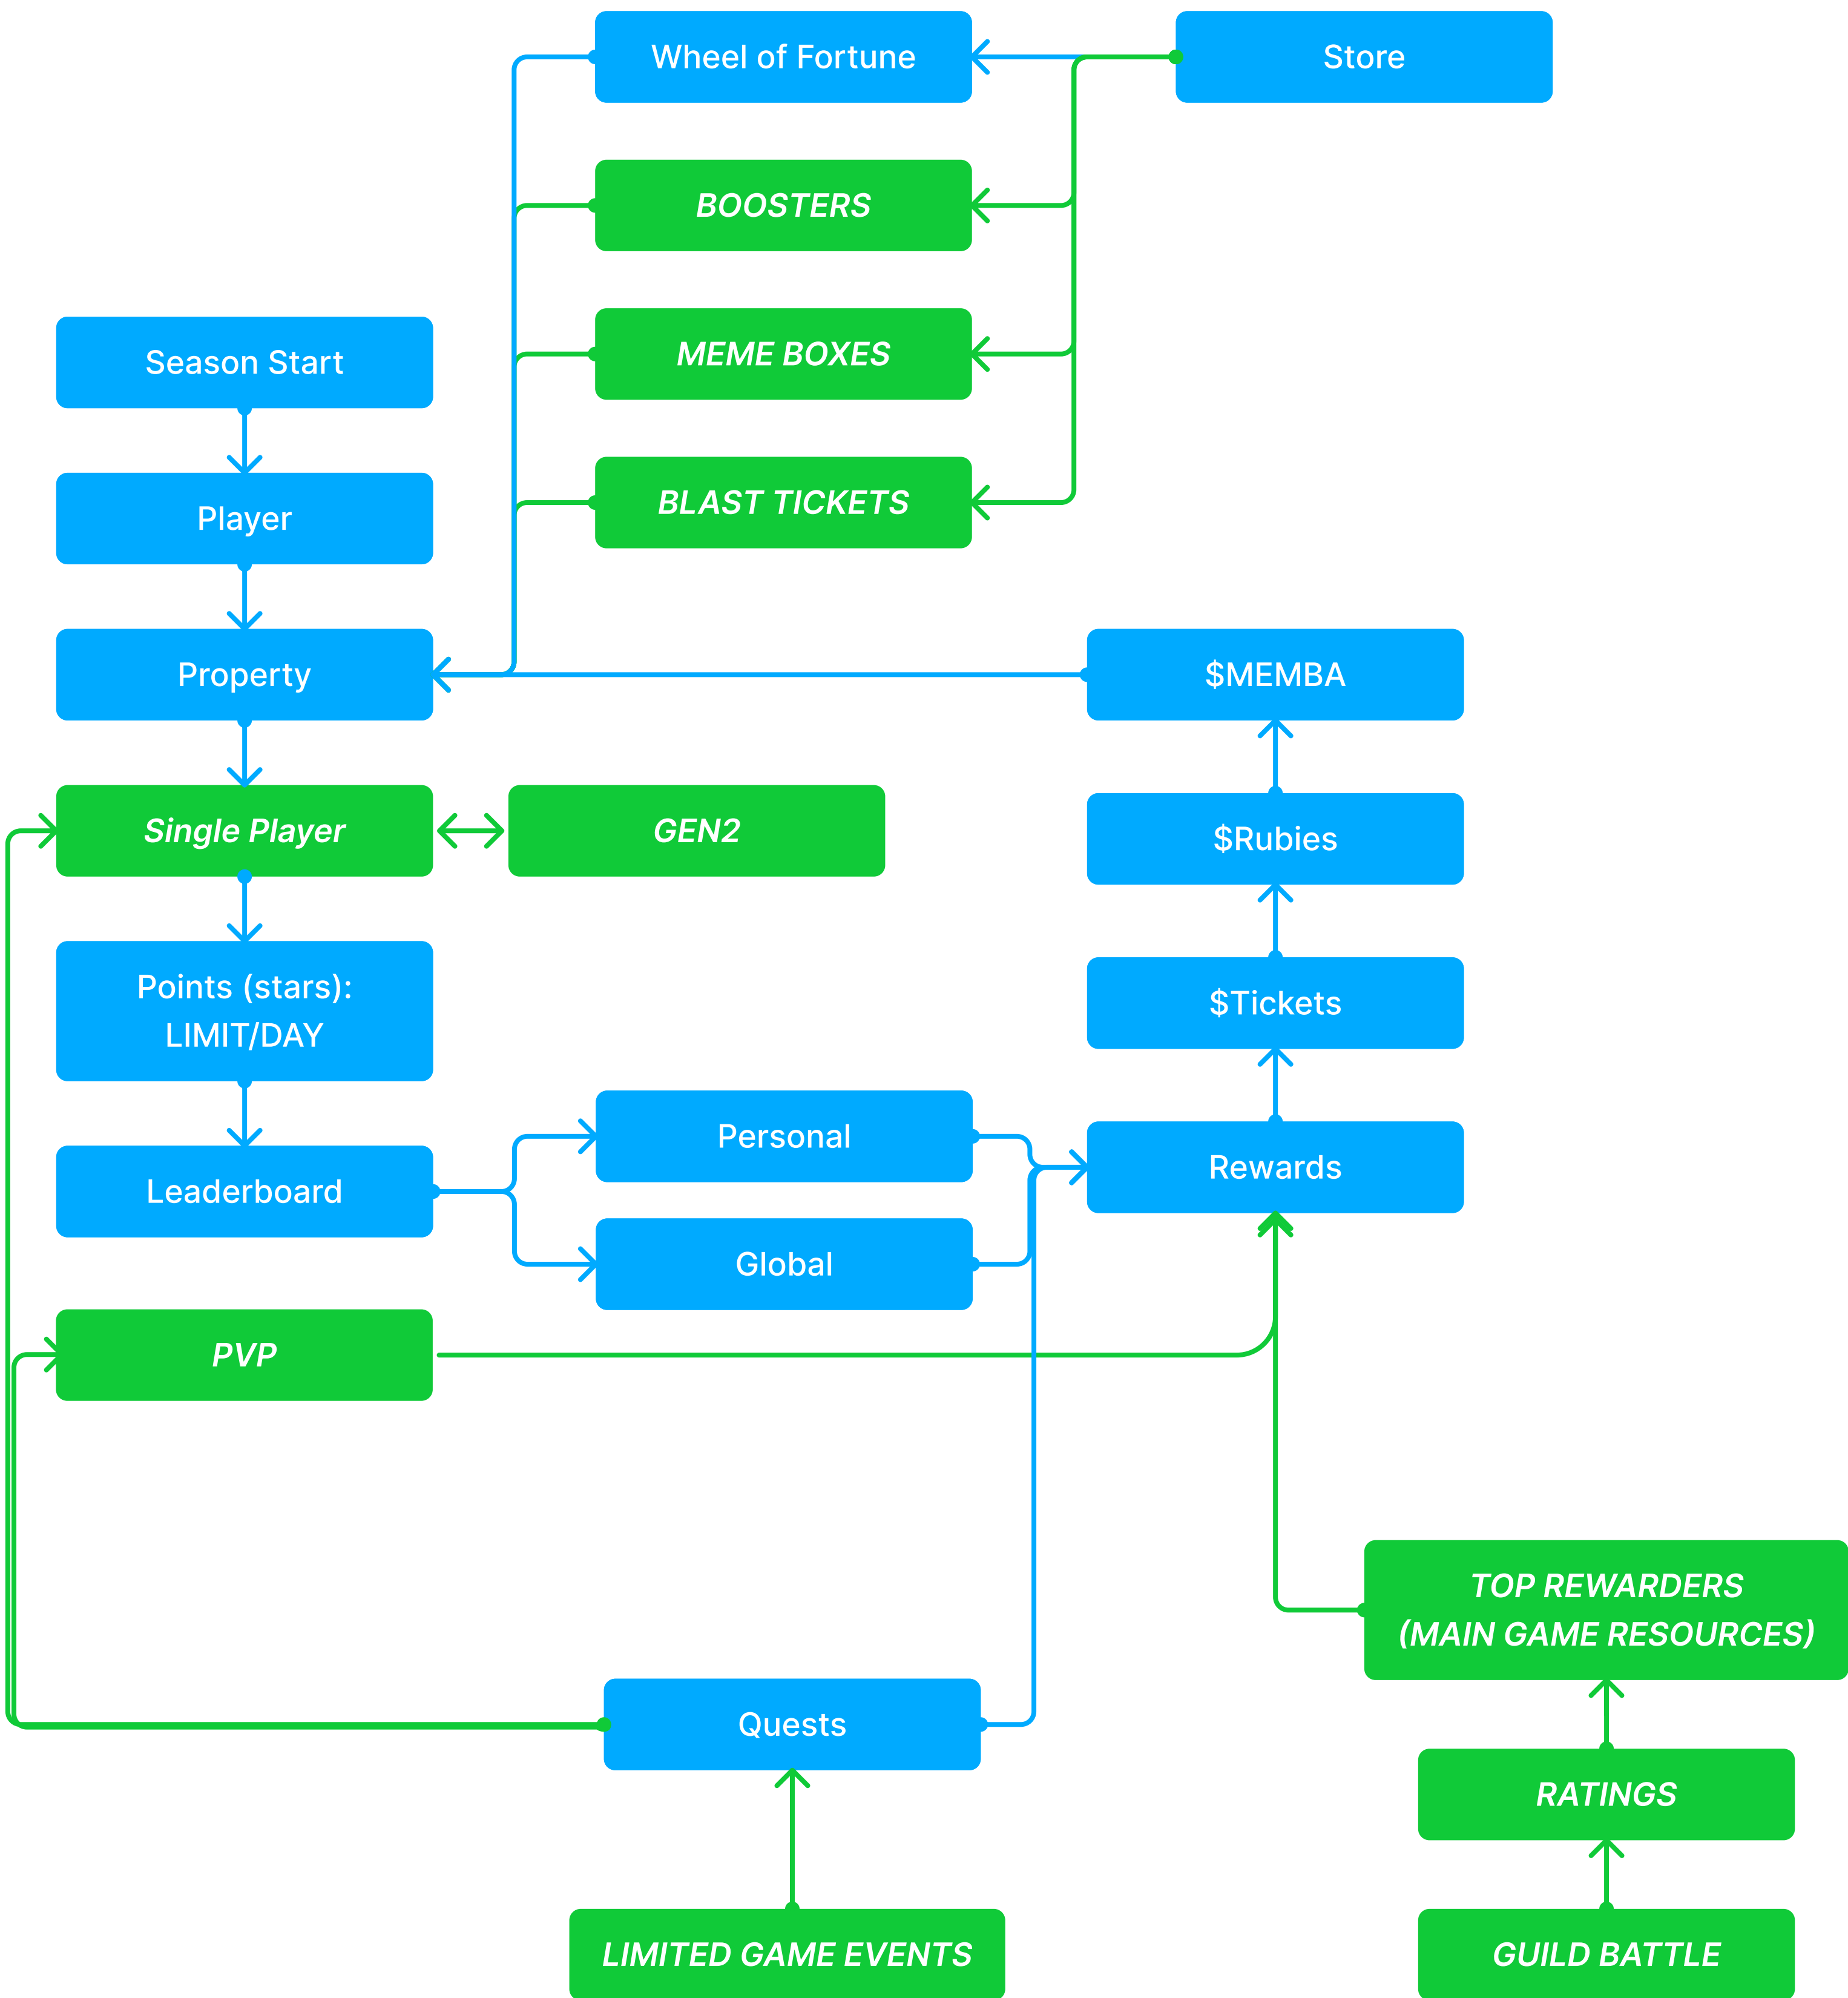 Wheel of Fortune
Store
BOOSTERS
MEME BOXES
Season Start
BLAST TICKETS
Player
Property
$MEMBA
Single Player
GEN2
$Rubies
Points (stars):
LIMIT/DAY
$Tickets
Personal
Rewards
Leaderboard
Global
PVP
TOP REWARDERS
(MAIN GAME RESOURCES)
Quests
RATINGS
LIMITED GAME EVENTS
GUILD BATTLE